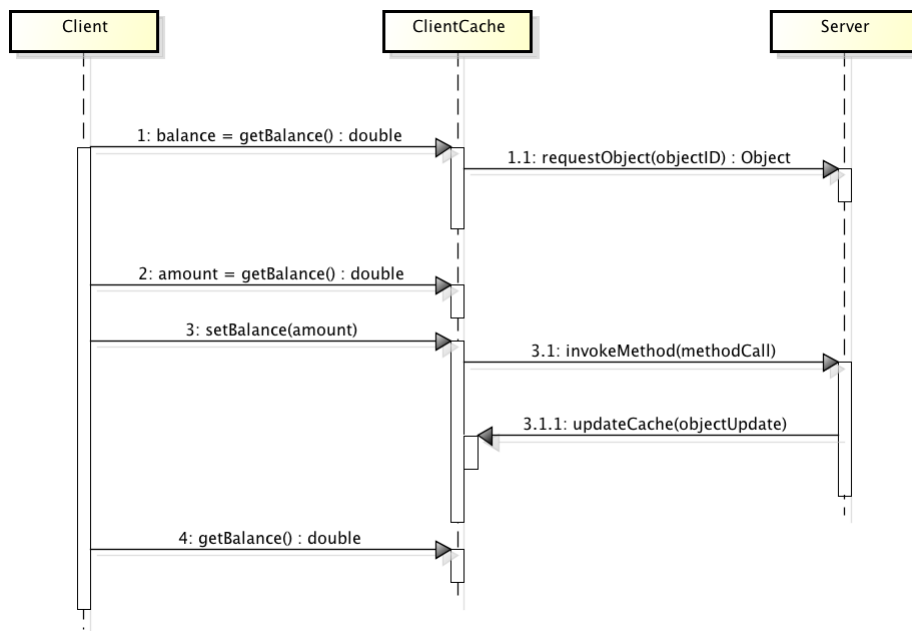 Client
ClientCache
Server
1: balance = getBalance() : double
1.1: requestObject(objectID) : Object
2: amount = getBalance() : double
3: setBalance(amount)
3.1: invokeMethod(methodCall)
3.1.1: updateCache(objectUpdate)
4: getBalance() : double